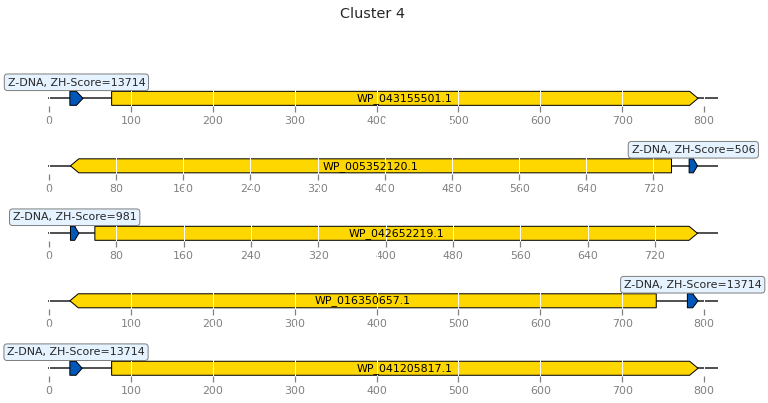 Cluster 4
Z-DNA, ZH-Score=13714
WP_043155501.1
0 100 200 300 400 500 600 700 800
Z-DNA, ZH-Score=506
WP_005352120.1
0 80 160 240 320 400 480 560 640 720
Z-DNA, ZH-Score=981
WP_042652219.1
0 80 160 240 320 400 480 560 640 720
Z-DNA, ZH-Score=13714
WP_016350657.1
0 100 200 300 400 500 600 700 800
Z-DNA, ZH-Score=13714
WP_041205817.1
0 100 200 300 400 500 600 700 800